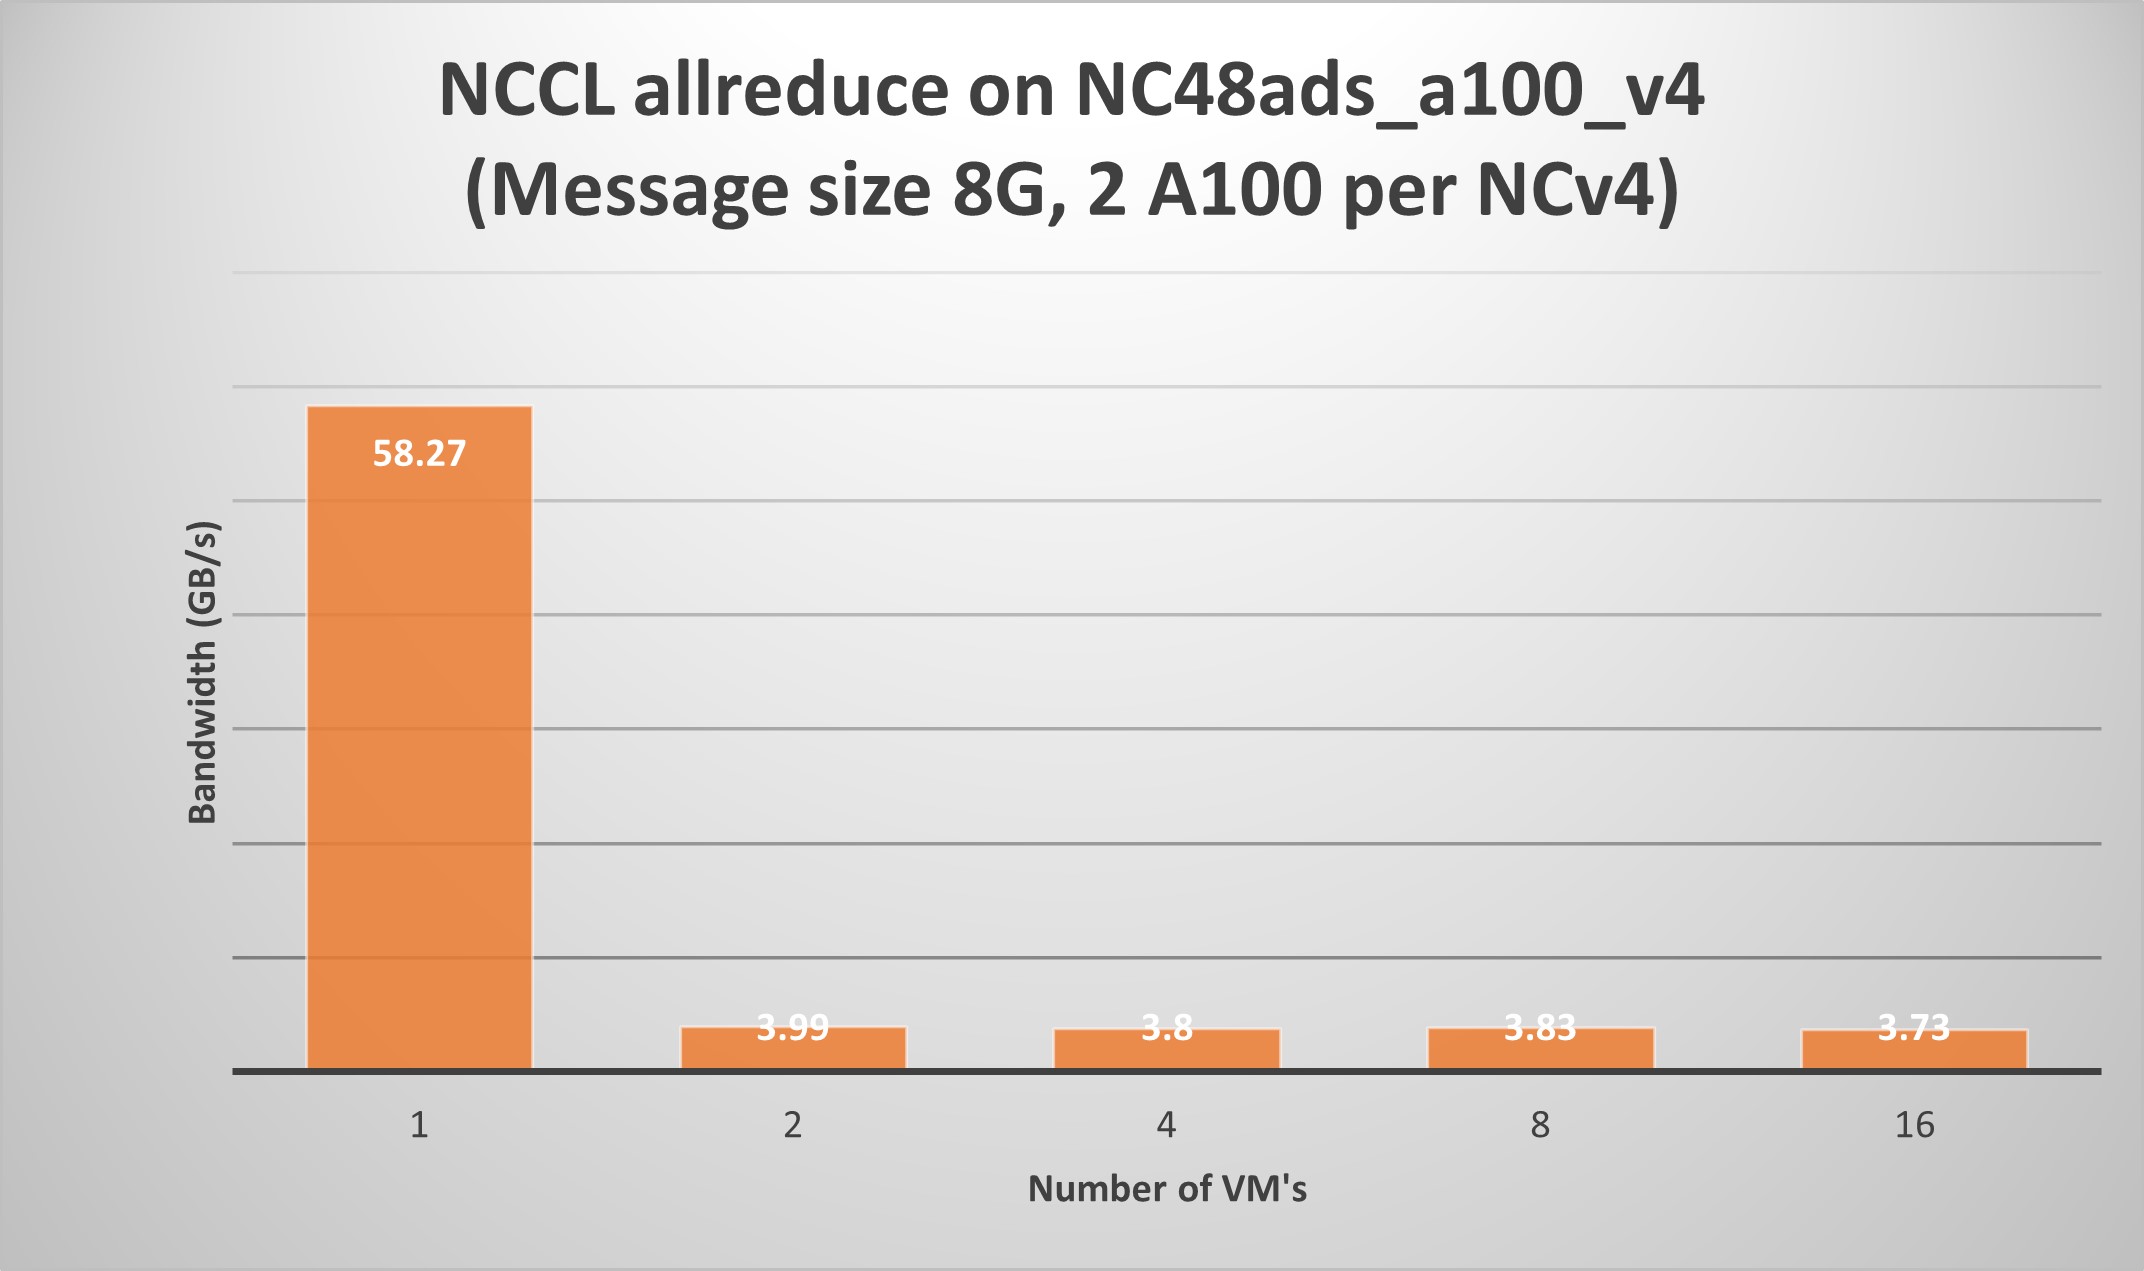 NCCL allreduce on NC48ads_a100_v4
(Message size 8G, 2 A100 per NCv4)
Bandwidth (GB/s)
58.27
3.99
3.8
3.83
3.73
1
2
4
8
16
Number of VM's